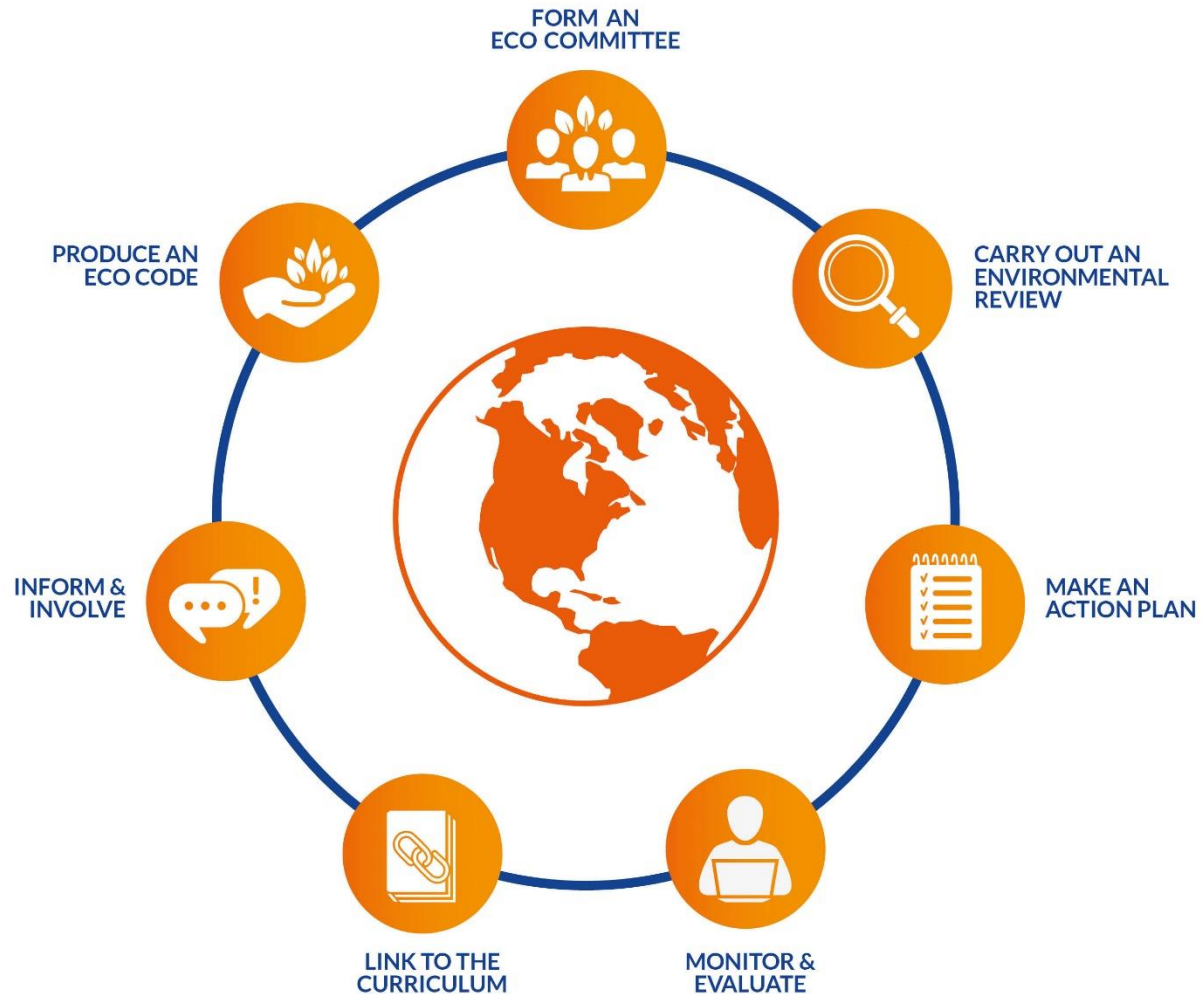 FORM AN
ECO COMMITTEE
CARRY OUT AN
ENVIRONMENTAL
REVIEW
MAKE AN
ACTION PLAN
MONITOR &
EVALUATE
LINK TO THE
CURRICULUM
INFORM &
INVOLVE
PRODUCE AN
ECO CODE